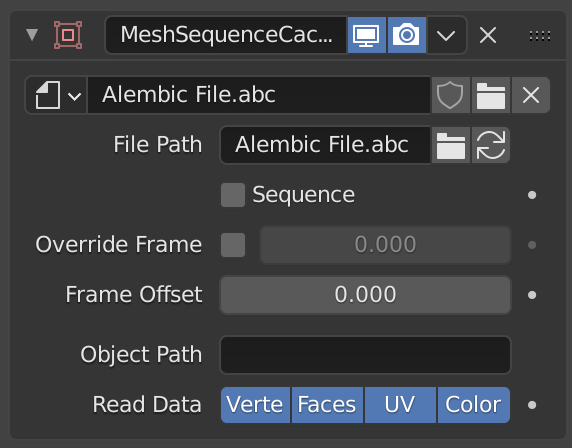 MeshSequenceCac...
Alembic File.abc
File Path Alembic File.abc
Sequence
Override Frame 0.000
Frame Offset 0.000
Object Path
Read Data Verte Faces UV Color